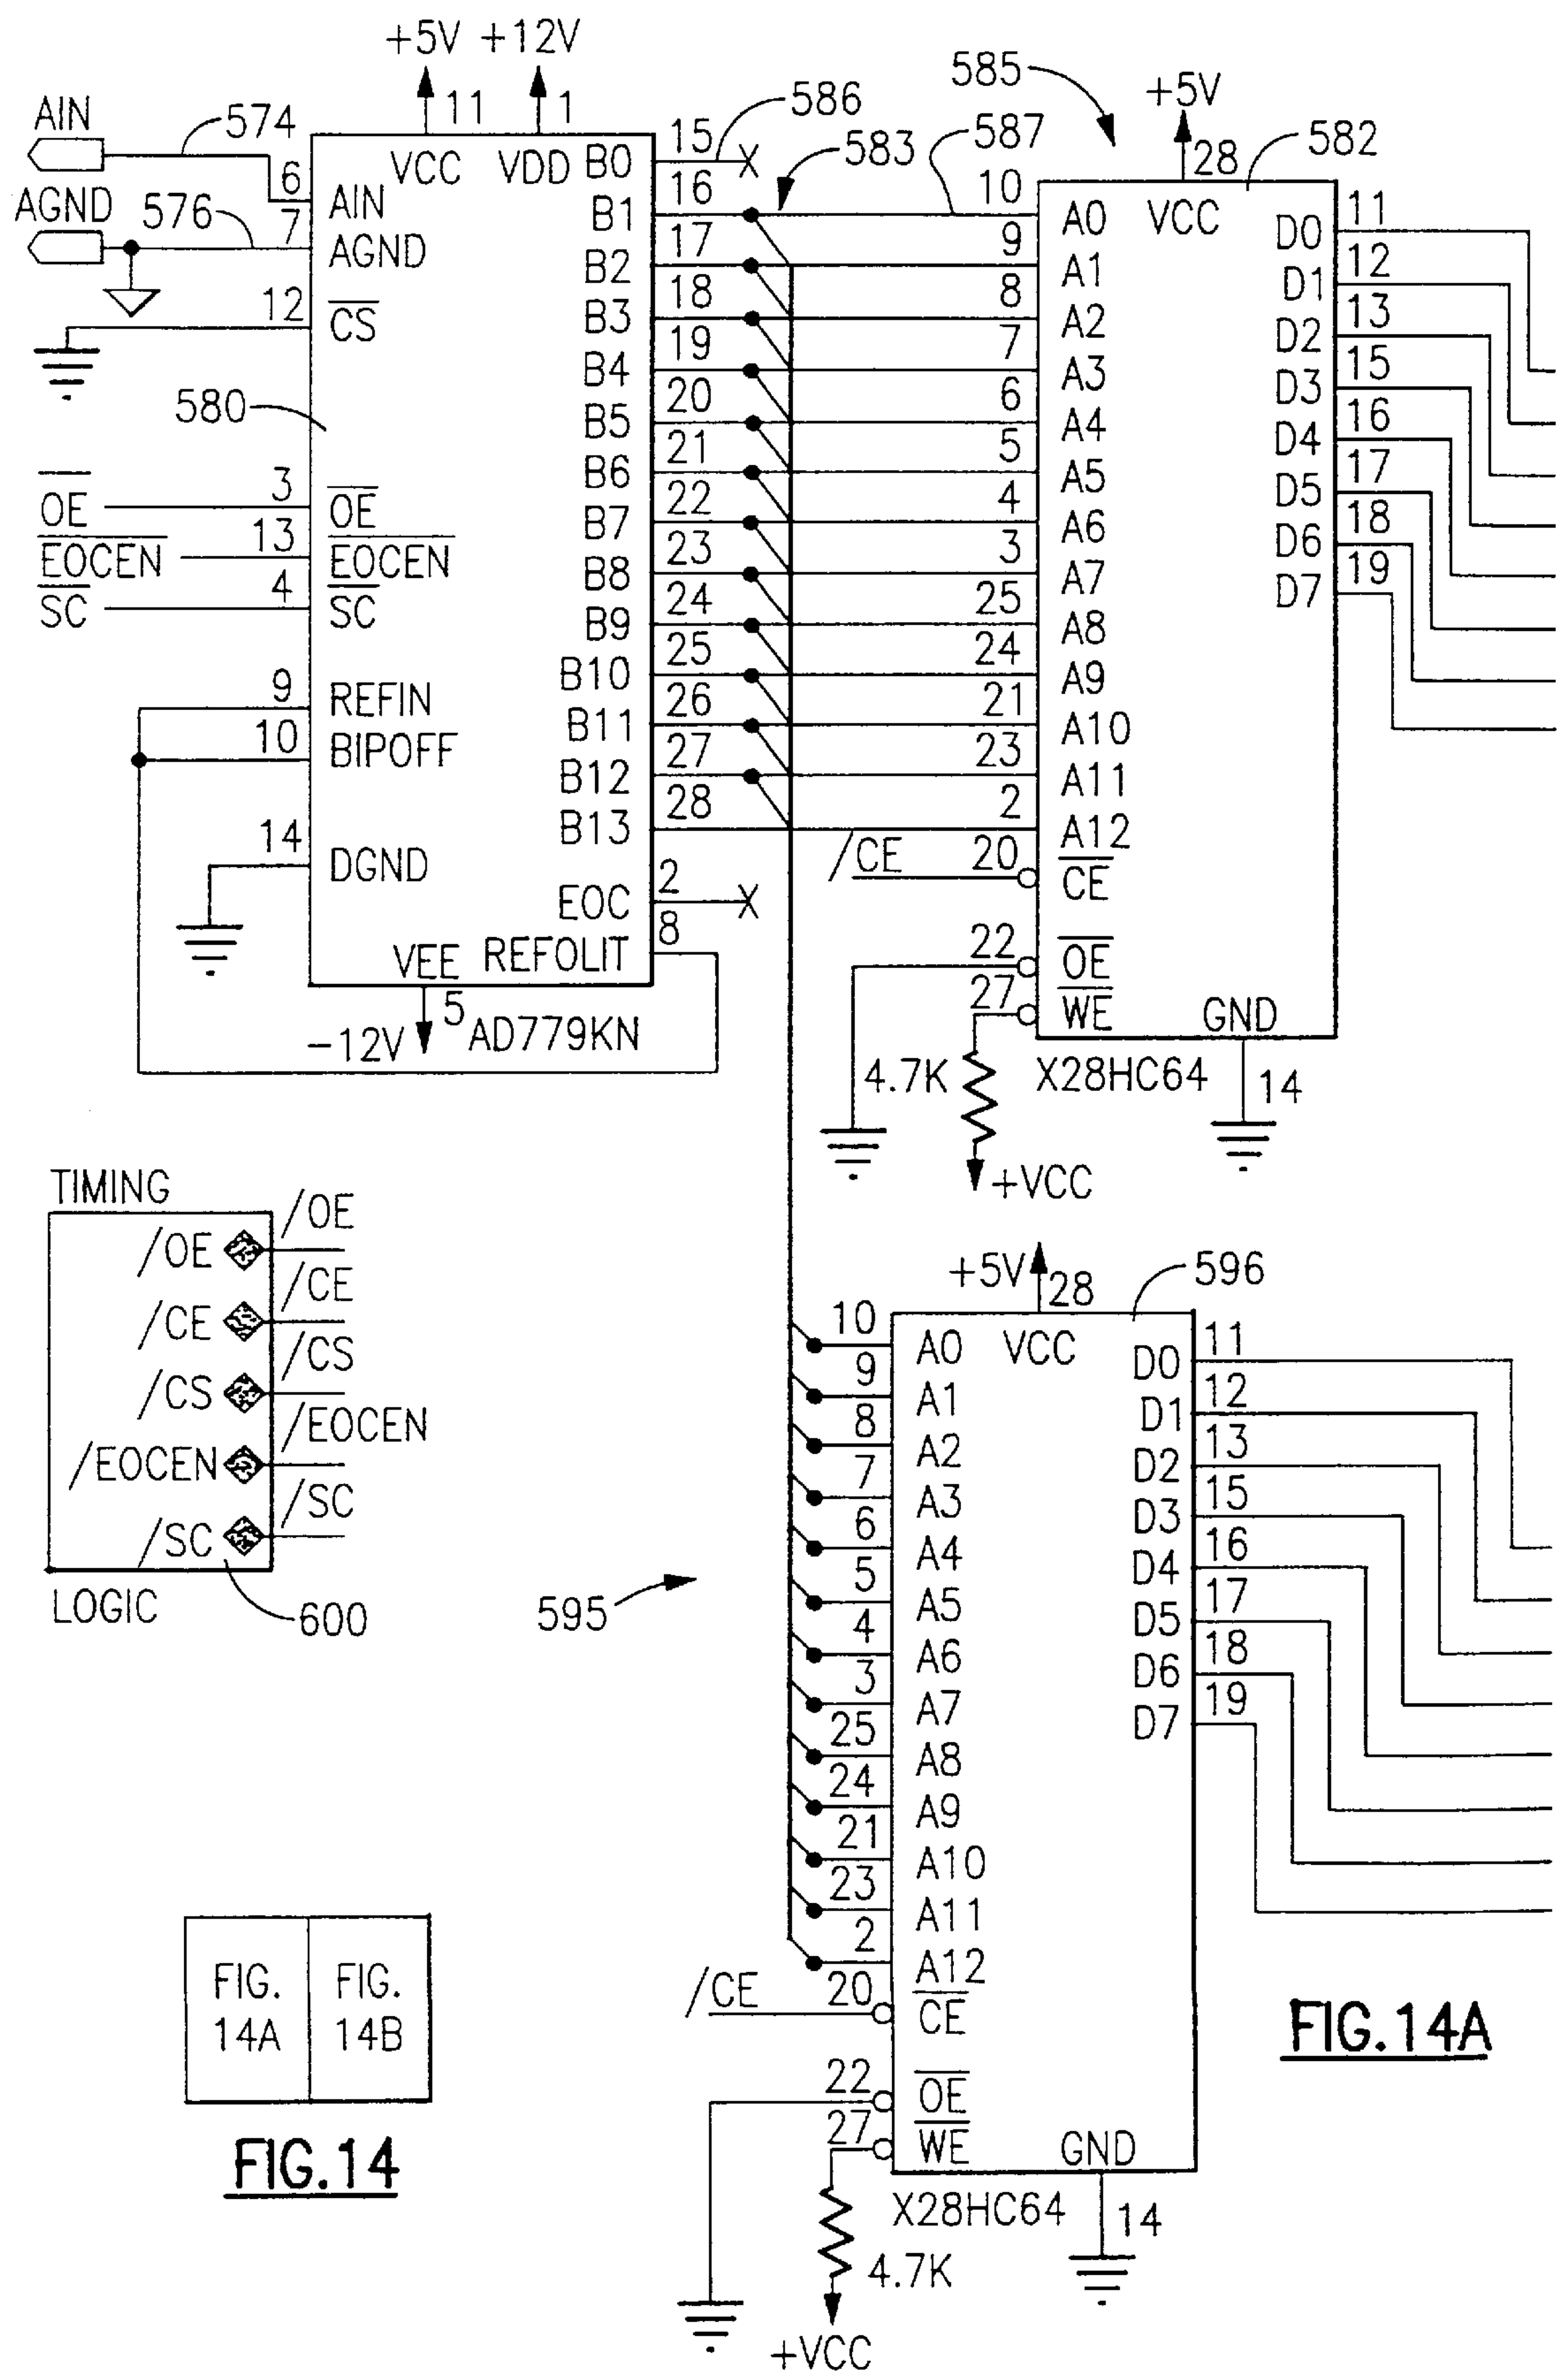 +5V +12V
11 1
AIN
574
6
AGND
576
7
12
580
OE
3
EOCEN
13
SC
4
9
10
14
VCC VDD B0
AIN
AGND
CS
OE
EOCEN
SC
REFIN
BIPOFF
DGND
B1
B2
B3
B4
B5
B6
B7
B8
B9
B10
B11
B12
B13
EOC
VEE REFOLIT
15
16
17
18
19
20
21
22
23
24
25
26
27
28
2
8
5
-12V
AD779KN
586
583
587
585
+5V
28
582
10
9
8
7
6
5
4
3
25
24
21
23
2
/CE 20
22
27
A0 VCC
A1
A2
A3
A4
A5
A6
A7
A8
A9
A10
A11
A12
CE
OE
WE
GND
D0
D1
D2
D3
D4
D5
D6
D7
11
12
13
15
16
17
18
19
4.7K
X28HC64
14
+VCC
TIMING
/OE /OE
/CE /CE
/CS /CS
/EOCEN /EOCEN
/SC /SC
LOGIC
600
595
+5V
28
596
10
9
8
7
6
5
4
3
25
24
21
23
2
/CE 20
22
27
A0 VCC
A1
A2
A3
A4
A5
A6
A7
A8
A9
A10
A11
A12
CE
OE
WE
GND
D0
D1
D2
D3
D4
D5
D6
D7
11
12
13
15
16
17
18
19
X28HC64
14
4.7K
+VCC
FIG. FIG.
14A 14B
FIG.14
FIG.14A